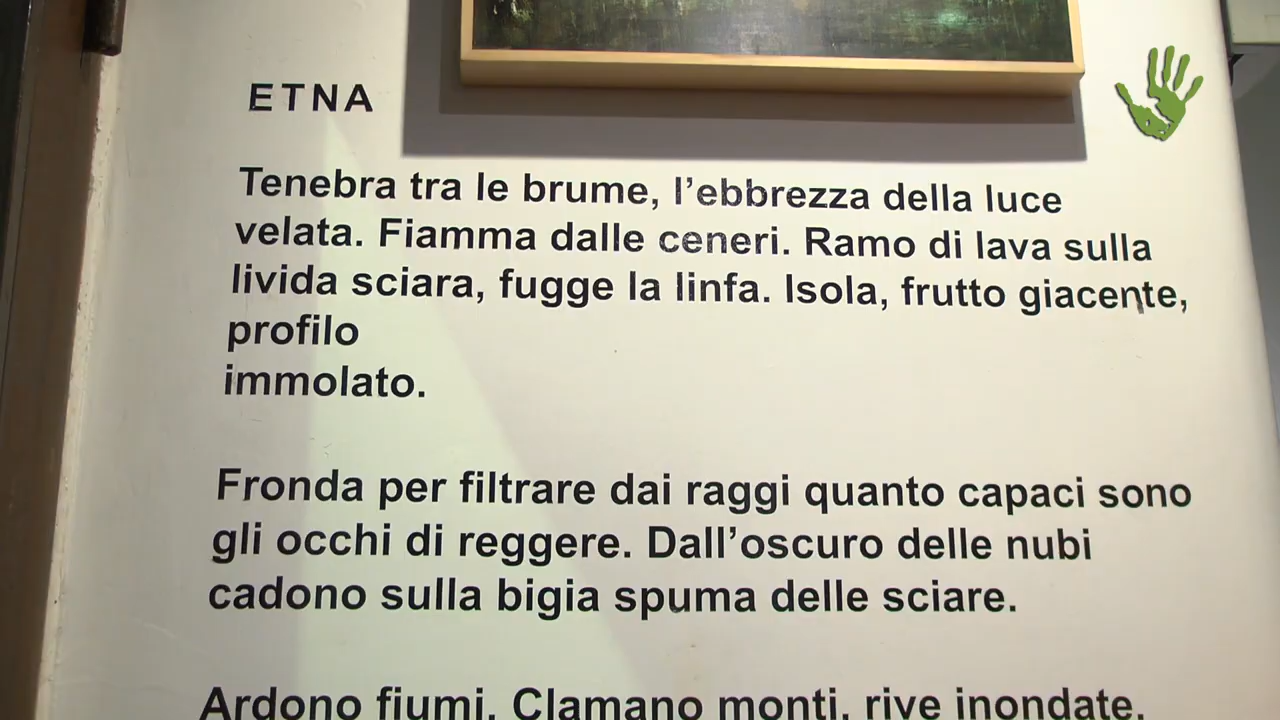 ETNA
Tenebra tra le brume, l'ebbrezza della luce
velata. Fiamma dalle ceneri. Ramo di lava sulla
livida sciara, fugge la linfa. Isola, frutto giacente,
profilo
immolato.
Fronda per filtrare dai raggi quanto capaci sono
gli occhi di reggere. Dall'oscuro delle nubi
cadono sulla bigia spuma delle sciare.
Ardono fiumi. Clamano monti, rive inondate.